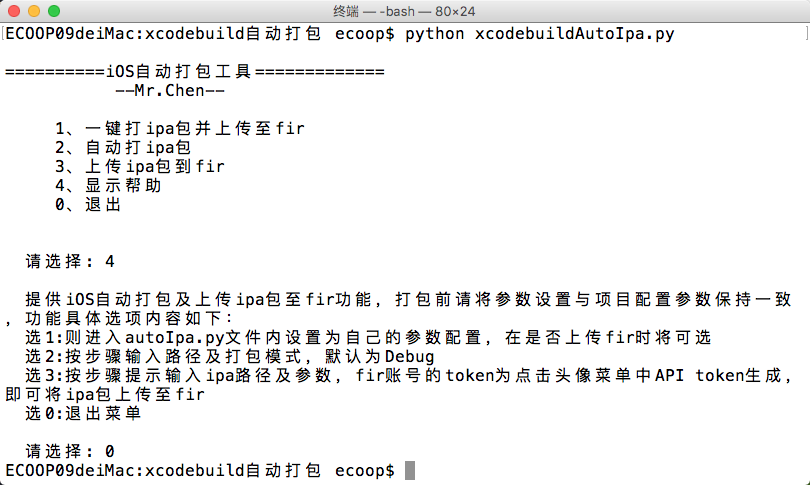 终端 — -bash — 80×24
ECOOP09deiMac:xcodebuild自动打包 ecoop$ python xcodebuildAutoIpa.py
==========iOS自动打包工具=============
--Mr.Chen--
1、一键打ipa包并上传至fir
2、自动打ipa包
3、上传ipa包到fir
4、显示帮助
0、退出
请选择: 4
提供iOS自动打包及上传ipa包至fir功能，打包前请将参数设置与项目配置参数保持一致
，功能具体选项内容如下:
选1:则进入autoIpa.py文件内设置为自己的参数配置，在是否上传fir时将可选
选2:按步骤输入路径及打包模式，默认为Debug
选3:按步骤提示输入ipa路径及参数，fir账号的token为点击头像菜单中API token生成，
即可将ipa包上传至fir
选0:退出菜单
请选择: 0
ECOOP09deiMac:xcodebuild自动打包 ecoop$